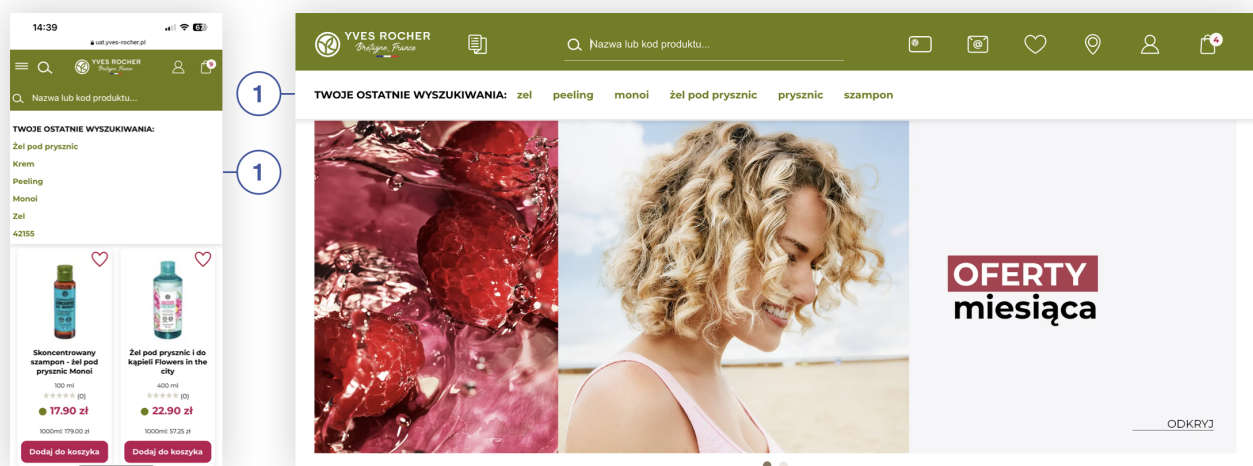 14:39
67
uat.yves-rocher.pl
YVES ROCHER
Bretagne, France
9
Nazwa lub kod produktu...
TWOJE OSTATNIE WYSZUKIWANIA:
Żel pod prysznic
Krem
Peeling
Monoi
Zel
42155
Skoncentrowany
szampon - żel pod
prysznic Monoi
100 ml
(0)
17.90 zł
1000ml: 179.00 zł
Dodaj do koszyka
Żel pod prysznic i do
kąpieli Flowers in the
city
400 ml
(0)
22.90 zł
1000ml: 57.25 zł
Dodaj do koszyka
1
1
YVES ROCHER
Bretagne, France
Nazwa lub kod produktu...
4
TWOJE OSTATNIE WYSZUKIWANIA: zel peeling monoi żel pod prysznic prysznic szampon
OFERTY
miesiąca
ODKRYJ